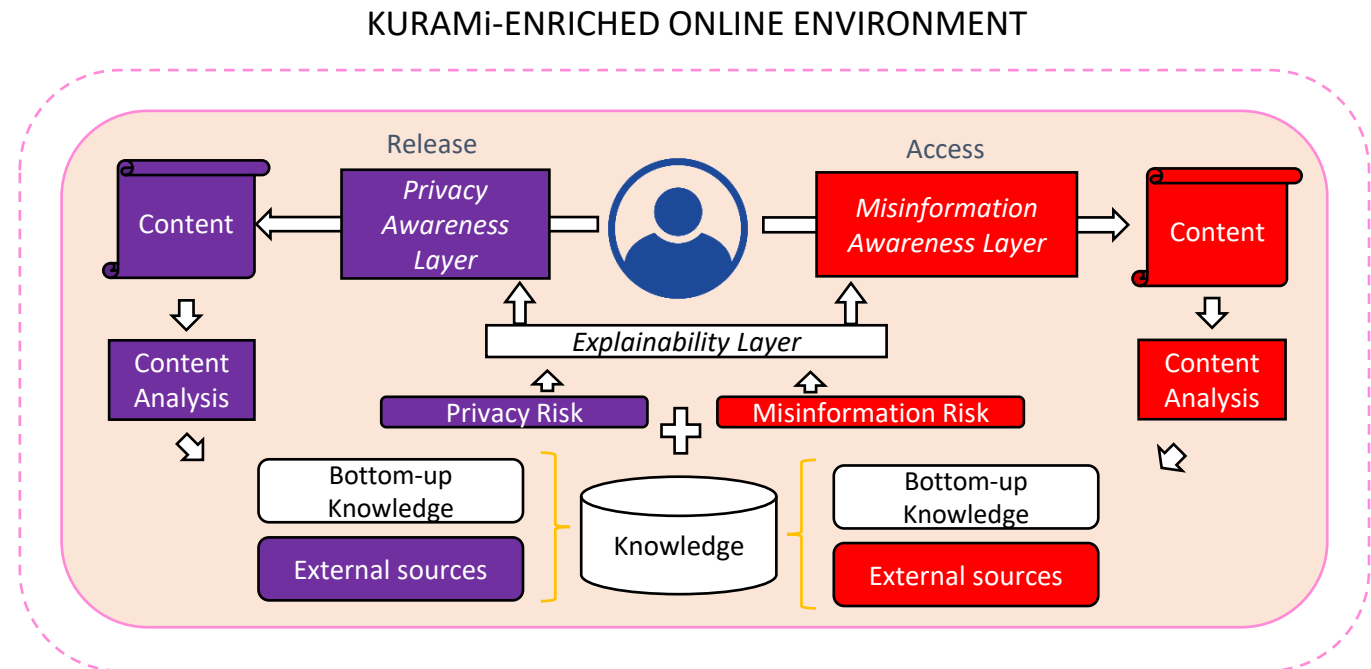 KURAMi-ENRICHED ONLINE ENVIRONMENT
Release
Access
Content
Privacy
Awareness
Layer
Misinformation
Awareness Layer
Content
Explainability Layer
Content
Analysis
Content
Analysis
Privacy Risk
Misinformation Risk
Bottom-up
Knowledge
External sources
Knowledge
Bottom-up
Knowledge
External sources